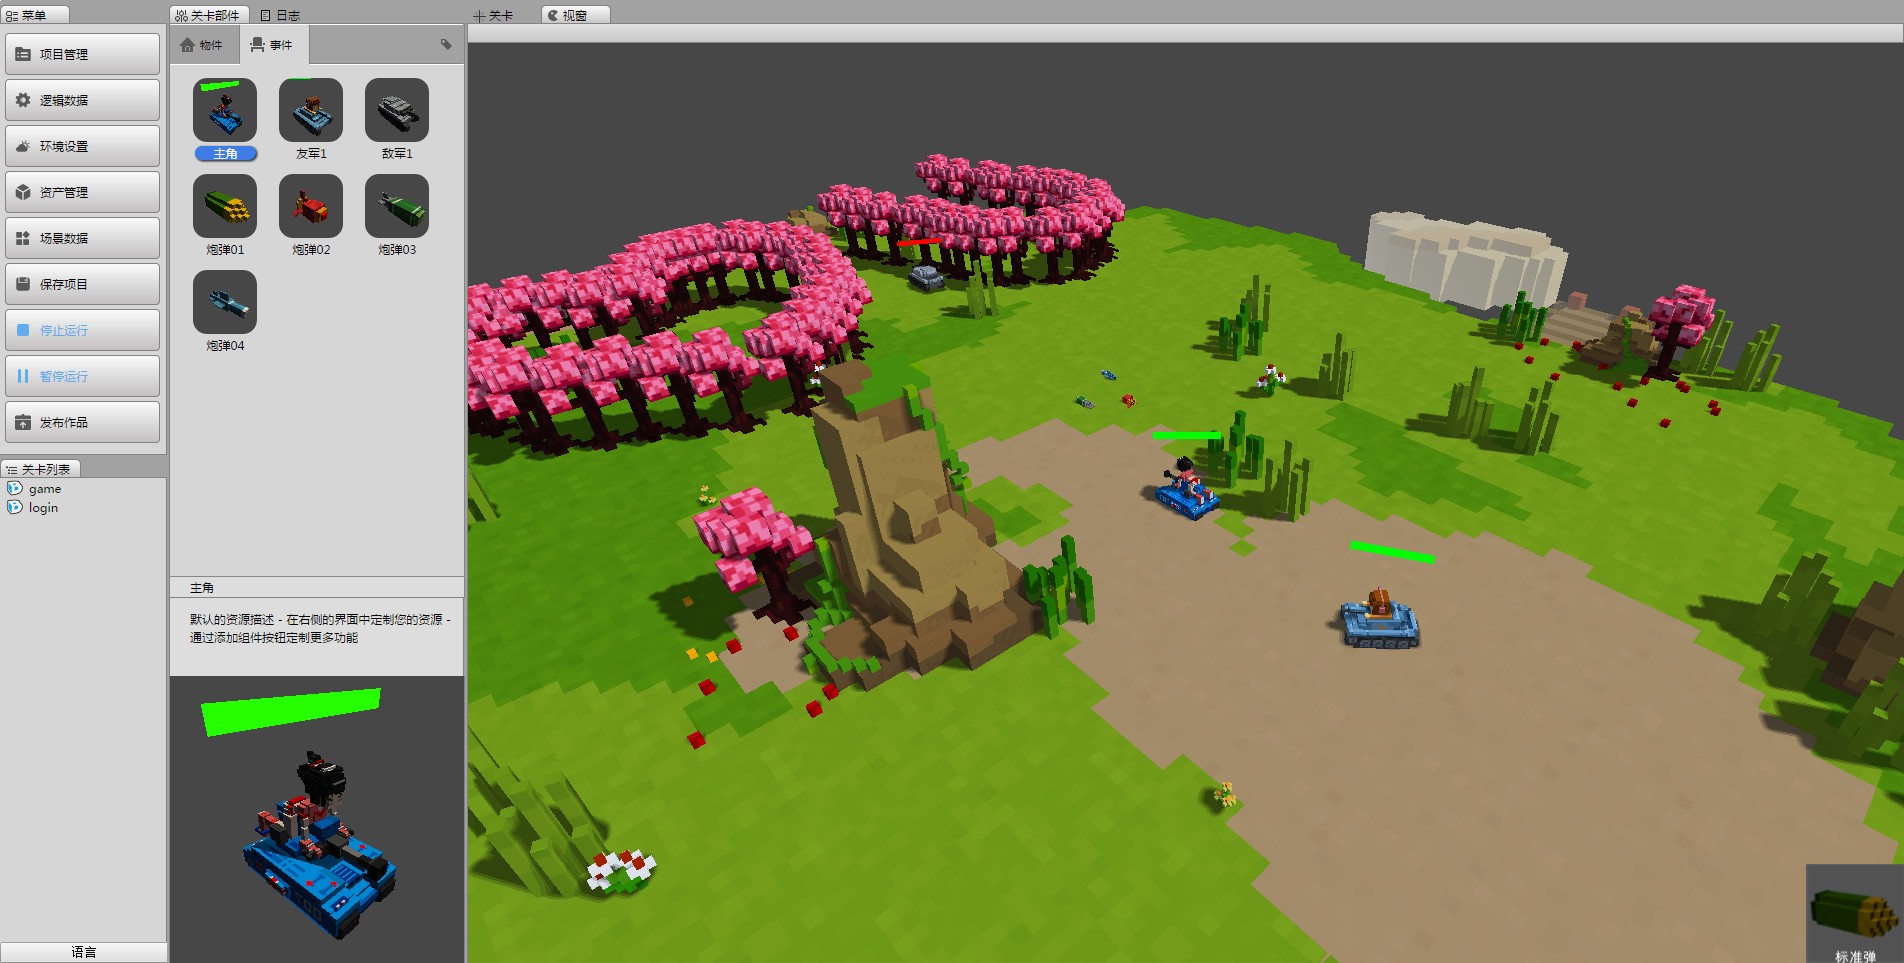 菜单
关卡部件
日志
关卡
视窗
项目管理
逻辑数据
环境设置
资产管理
场景数据
保存项目
停止运行
暂停运行
发布作品
关卡列表
game
login
语言
物件
事件
主角
友军1
敌军1
炮弹01
炮弹02
炮弹03
炮弹04
主角
默认的资源描述 - 在右侧的界面中定制您的资源 -
通过添加组件按钮定制更多功能
标准弹